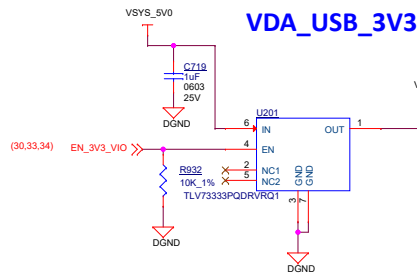 VSYS_5V0
VDA_USB_3V3
C719
1uF
0603
25V
DGND
U201
6
IN
OUT
1
(30,33,34)
EN_3V3_VIO
4
EN
2
NC1
5
NC2
GND
GND
3
7
R932
10K_1%
TLV73333PQDRVRQ1
DGND
DGND